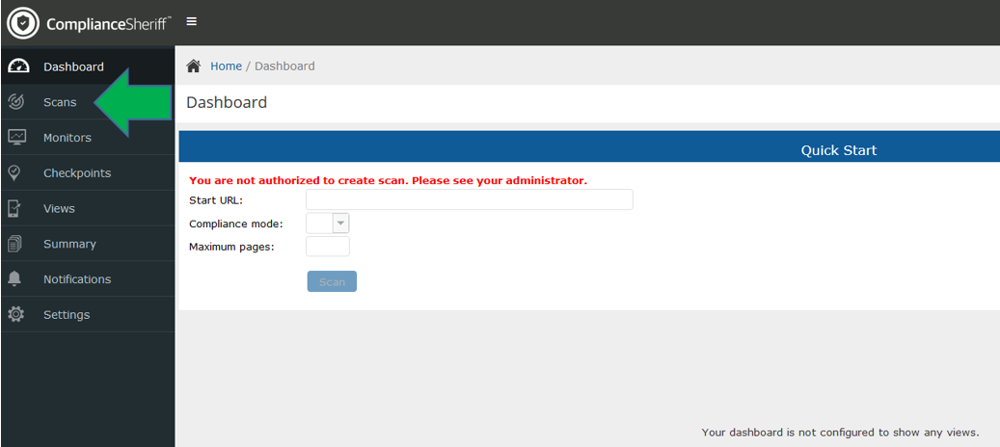 ComplianceSheriff™
Dashboard
Scans
Monitors
Checkpoints
Views
Summary
Notifications
Settings
Home / Dashboard
Dashboard
Quick Start
You are not authorized to create scan. Please see your administrator.
Start URL:
Compliance mode:
Maximum pages:
Scan
Your dashboard is not configured to show any views.